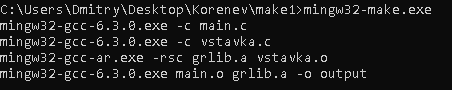 C:\Users\Dmitry\Desktop\Korenev\make1>mingw32-make.exe
mingw32-gcc-6.3.0.exe -c main.c
mingw32-gcc-6.3.0.exe -c vstavka.c
mingw32-gcc-ar.exe -rsc grlib.a vstavka.o
mingw32-gcc-6.3.0.exe main.o grlib.a -o output